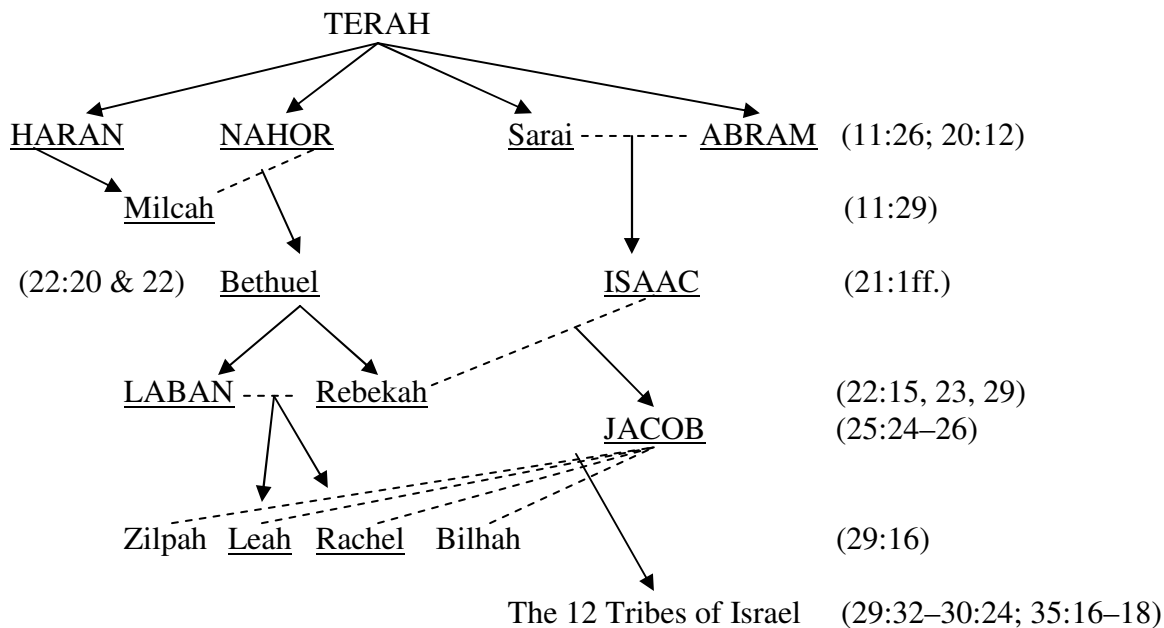 TERAH
HARAN NAHOR Sarai ABRAM (11:26; 20:12)
Milcah (11:29)
(22:20 & 22) Bethuel ISAAC (21:1ff.)
LABAN Rebekah (22:15, 23, 29)
JACOB (25:24–26)
Zilpah Leah Rachel Bilhah (29:16)
The 12 Tribes of Israel (29:32–30:24; 35:16–18)